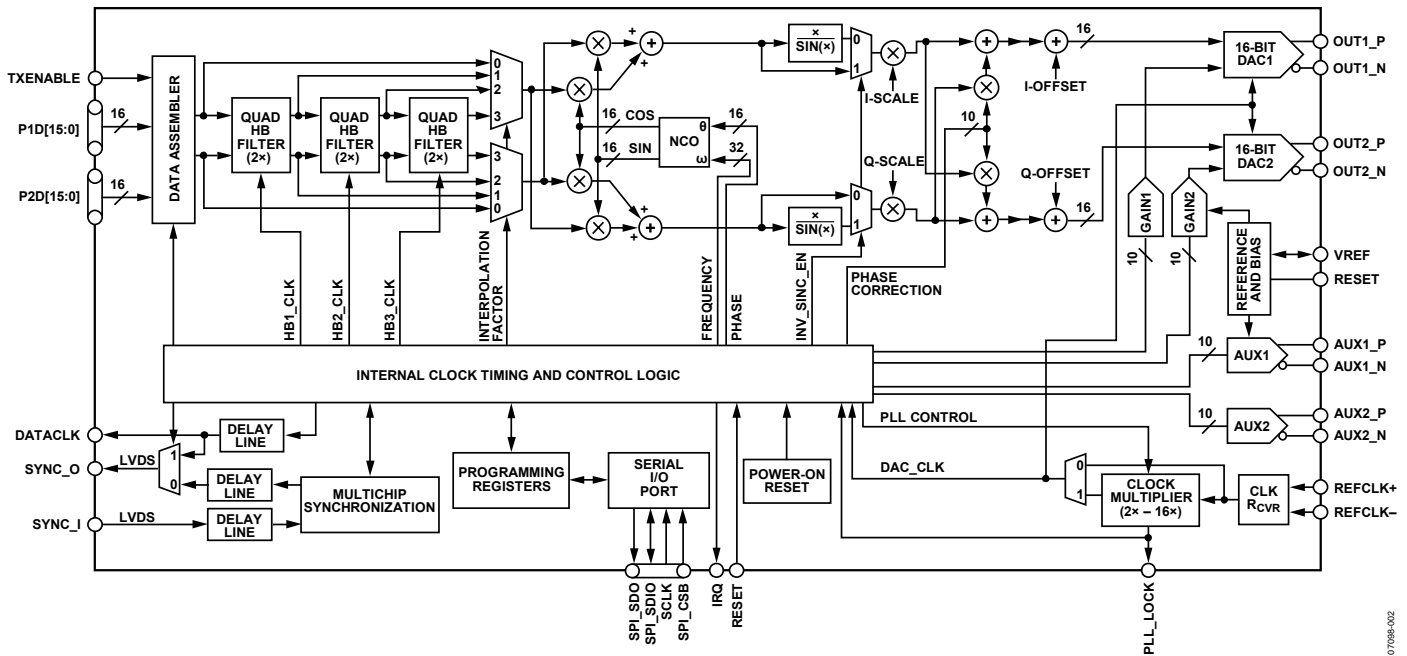 TXENABLE
P1D[15:0]
16
P2D[15:0]
16
DATA ASSEMBLER
QUAD
HB
FILTER
(2×)
QUAD
HB
FILTER
(2×)
QUAD
HB
FILTER
(2×)
0
1
2
3
3
2
1
0
HB1_CLK
HB2_CLK
HB3_CLK
INTERPOLATION
FACTOR
×
×
×
×
+
+
+
+
+
+
16
COS
16
SIN
NCO
θ
ω
16
32
FREQUENCY
PHASE
×
SIN(×)
0
1
×
SIN(×)
0
1
INV_SINC_EN
×
I-SCALE
Q-SCALE
×
PHASE
CORRECTION
10
+
×
×
+
+
I-OFFSET
16
Q-OFFSET
+
16
16-BIT
DAC1
16-BIT
DAC2
GAIN1
GAIN2
10
10
REFERENCE
AND BIAS
OUT1_P
OUT1_N
OUT2_P
OUT2_N
VREF
RESET
10
AUX1
AUX1_P
AUX1_N
10
AUX2
AUX2_P
AUX2_N
INTERNAL CLOCK TIMING AND CONTROL LOGIC
DATACLK
DELAY
LINE
SYNC_O
LVDS
1
0
DELAY
LINE
SYNC_I
LVDS
DELAY
LINE
MULTICHIP
SYNCHRONIZATION
PROGRAMMING
REGISTERS
SERIAL
I/O
PORT
POWER-ON
RESET
PLL CONTROL
DAC_CLK
0
1
CLOCK
MULTIPLIER
(2× – 16×)
CLK
RCVR
REFCLK+
REFCLK–
SPI_SDO
SPI_SDIO
SCLK
SPI_CSB
IRQ
RESET
PLL_LOCK
07098-002